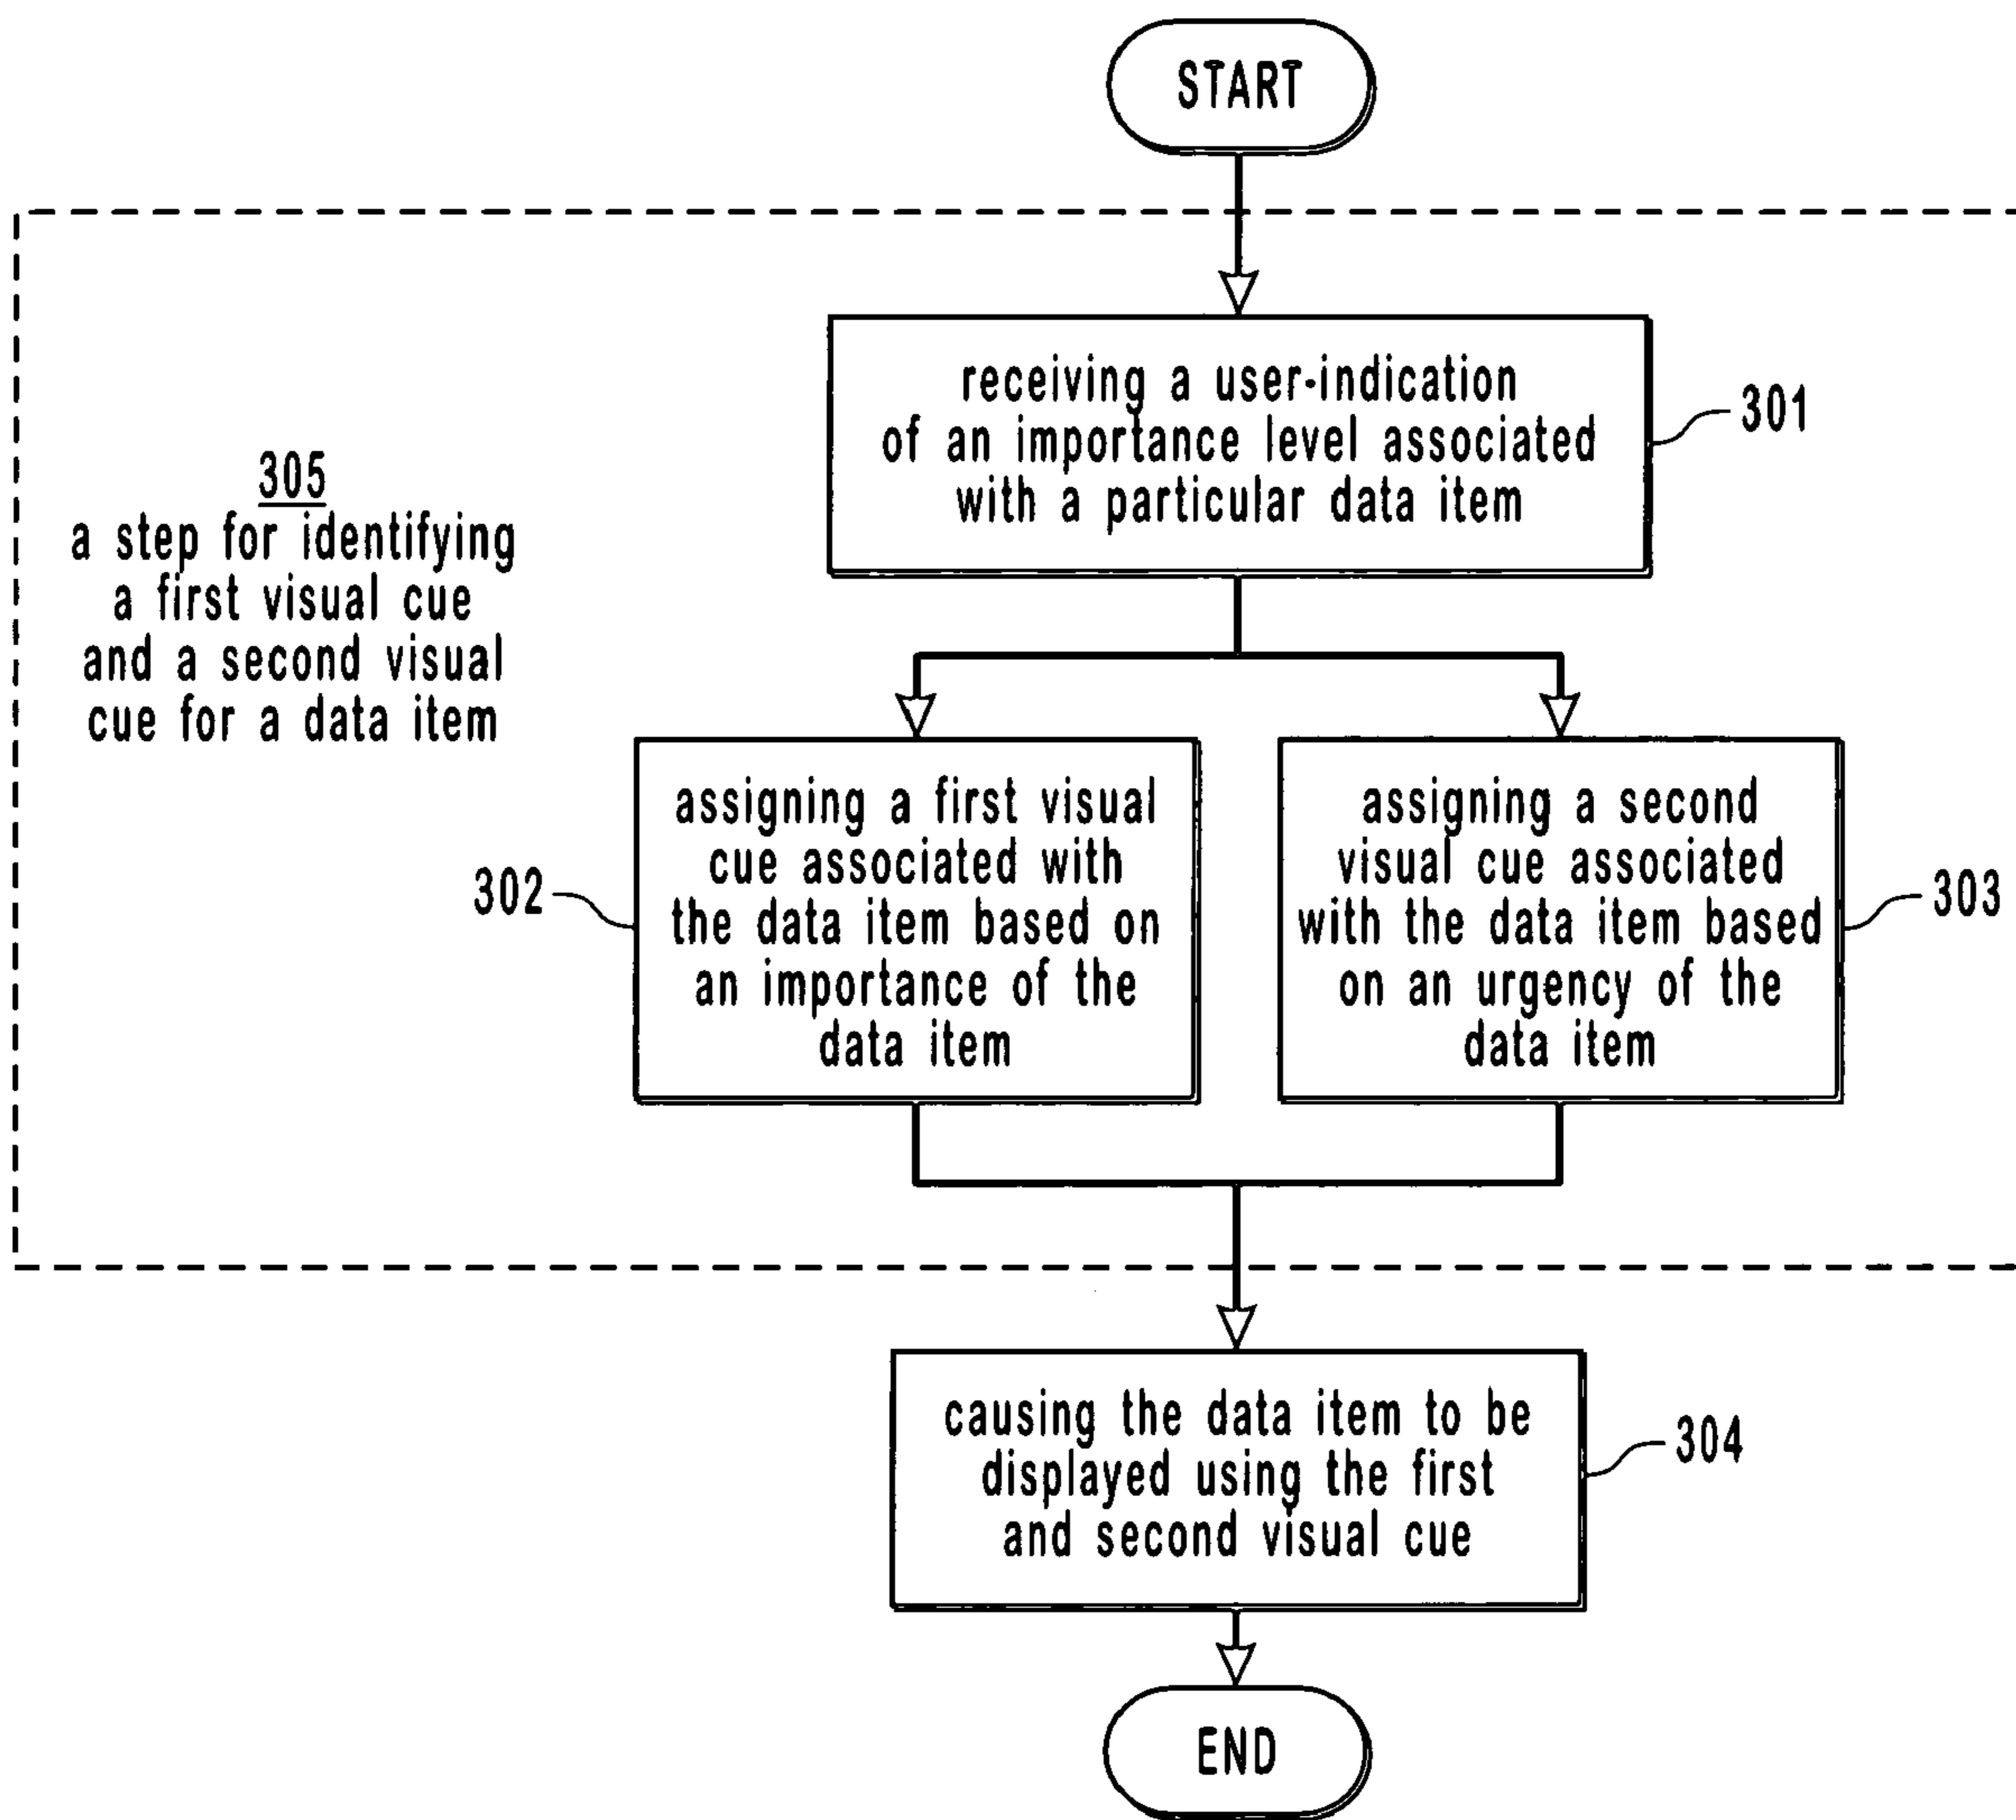 START
receiving a user-indication
of an importance level associated
with a particular data item
301
305
a step for identifying
a first visual cue
and a second visual
cue for a data item
assigning a first visual
cue associated with
the data item based on
an importance of the
data item
302
assigning a second
visual cue associated
with the data item based
on an urgency of the
data item
303
causing the data item to be
displayed using the first
and second visual cue
304
END